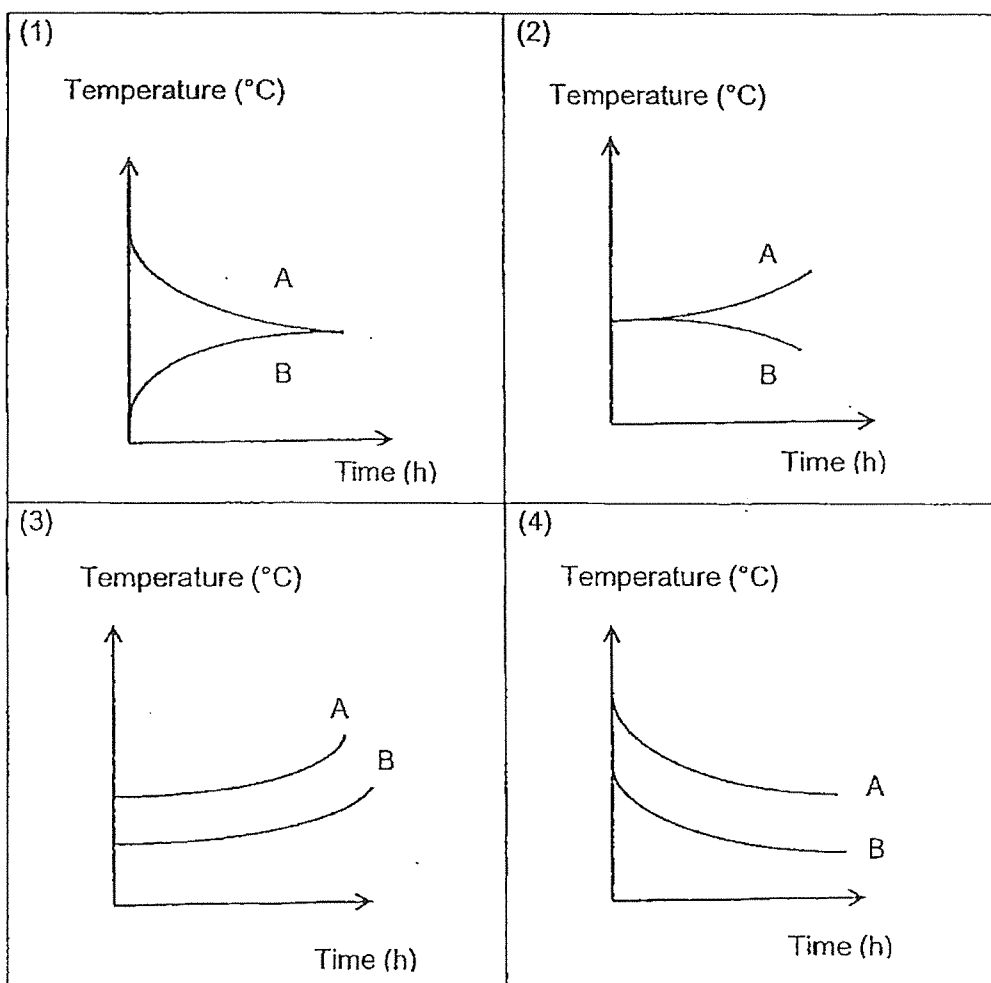 (1)
Temperature (°C)
A
B
Time (h)
(2)
Temperature (°C)
A
B
Time (h)
(3)
Temperature (°C)
A
B
Time (h)
(4)
Temperature (°C)
A
B
Time (h)